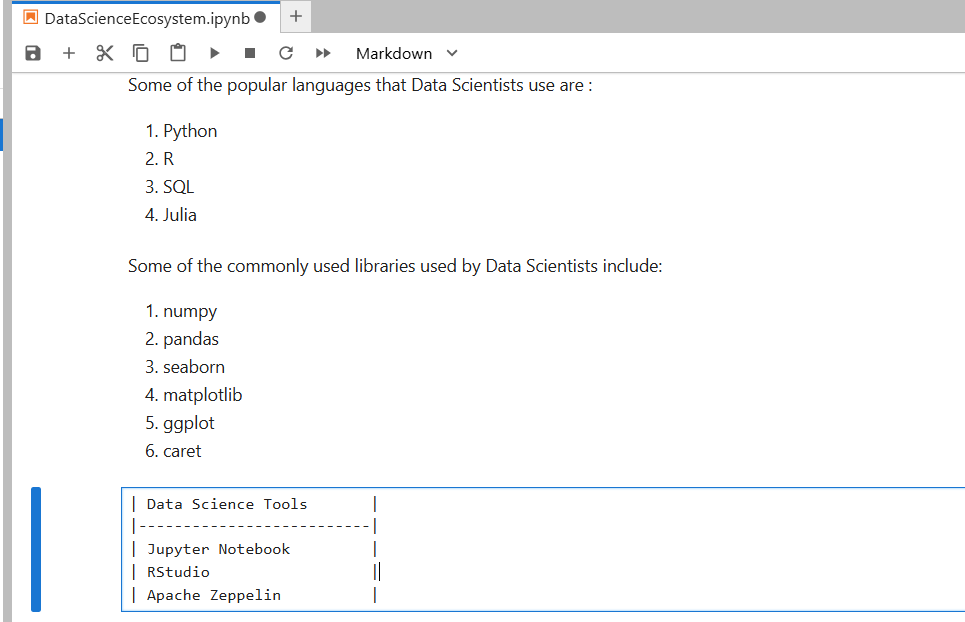 DataScienceEcosystem.ipynb
Markdown
Some of the popular languages that Data Scientists use are :
1. Python
2. R
3. SQL
4. Julia
Some of the commonly used libraries used by Data Scientists include:
1. numpy
2. pandas
3. seaborn
4. matplotlib
5. ggplot
6. caret
| Data Science Tools       |
|--------------------------|
| Jupyter Notebook         |
| RStudio                  |
| Apache Zeppelin          |